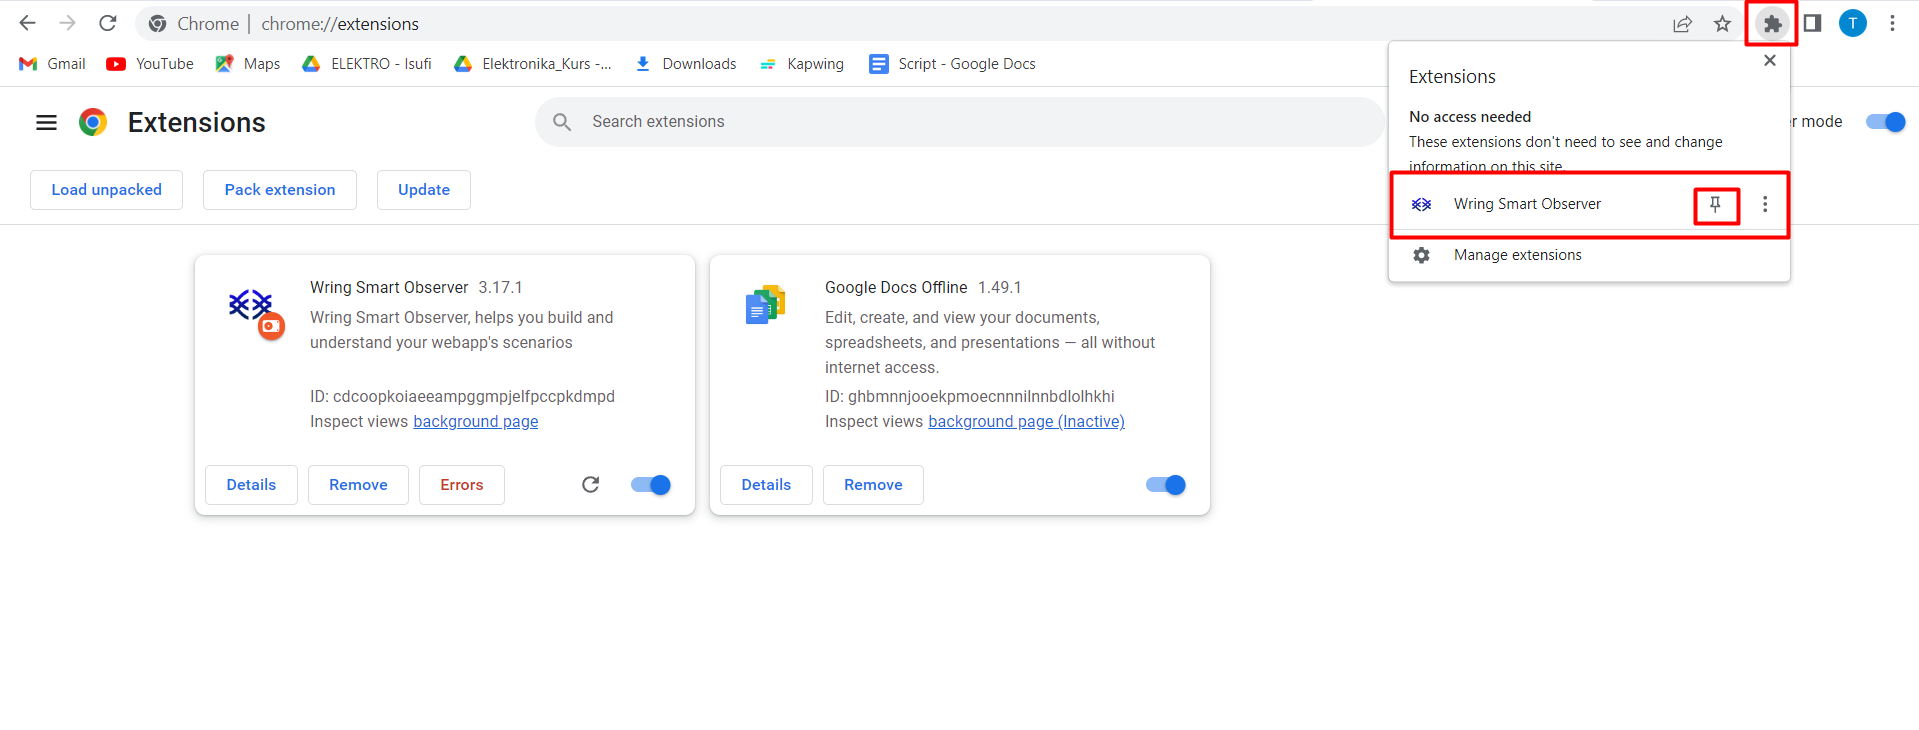 Chrome | chrome://extensions
T
Gmail YouTube Maps ELEKTRO - Isufi Elektronika_Kurs -... Downloads Kapwing Script - Google Docs
Extensions
Search extensions
r mode
Load unpacked Pack extension Update
Extensions
No access needed
These extensions don't need to see and change
information on this site.
Wring Smart Observer
Manage extensions
Wring Smart Observer 3.17.1
Wring Smart Observer, helps you build and
understand your webapp's scenarios
ID: cdcoopkoiaeeampggmpjelfpccpkdmpd
Inspect views background page
Details Remove Errors
Google Docs Offline 1.49.1
Edit, create, and view your documents,
spreadsheets, and presentations — all without
internet access.
ID: ghbmnnjooekpmoecnnnilnnbdlolhkhi
Inspect views background page (Inactive)
Details Remove